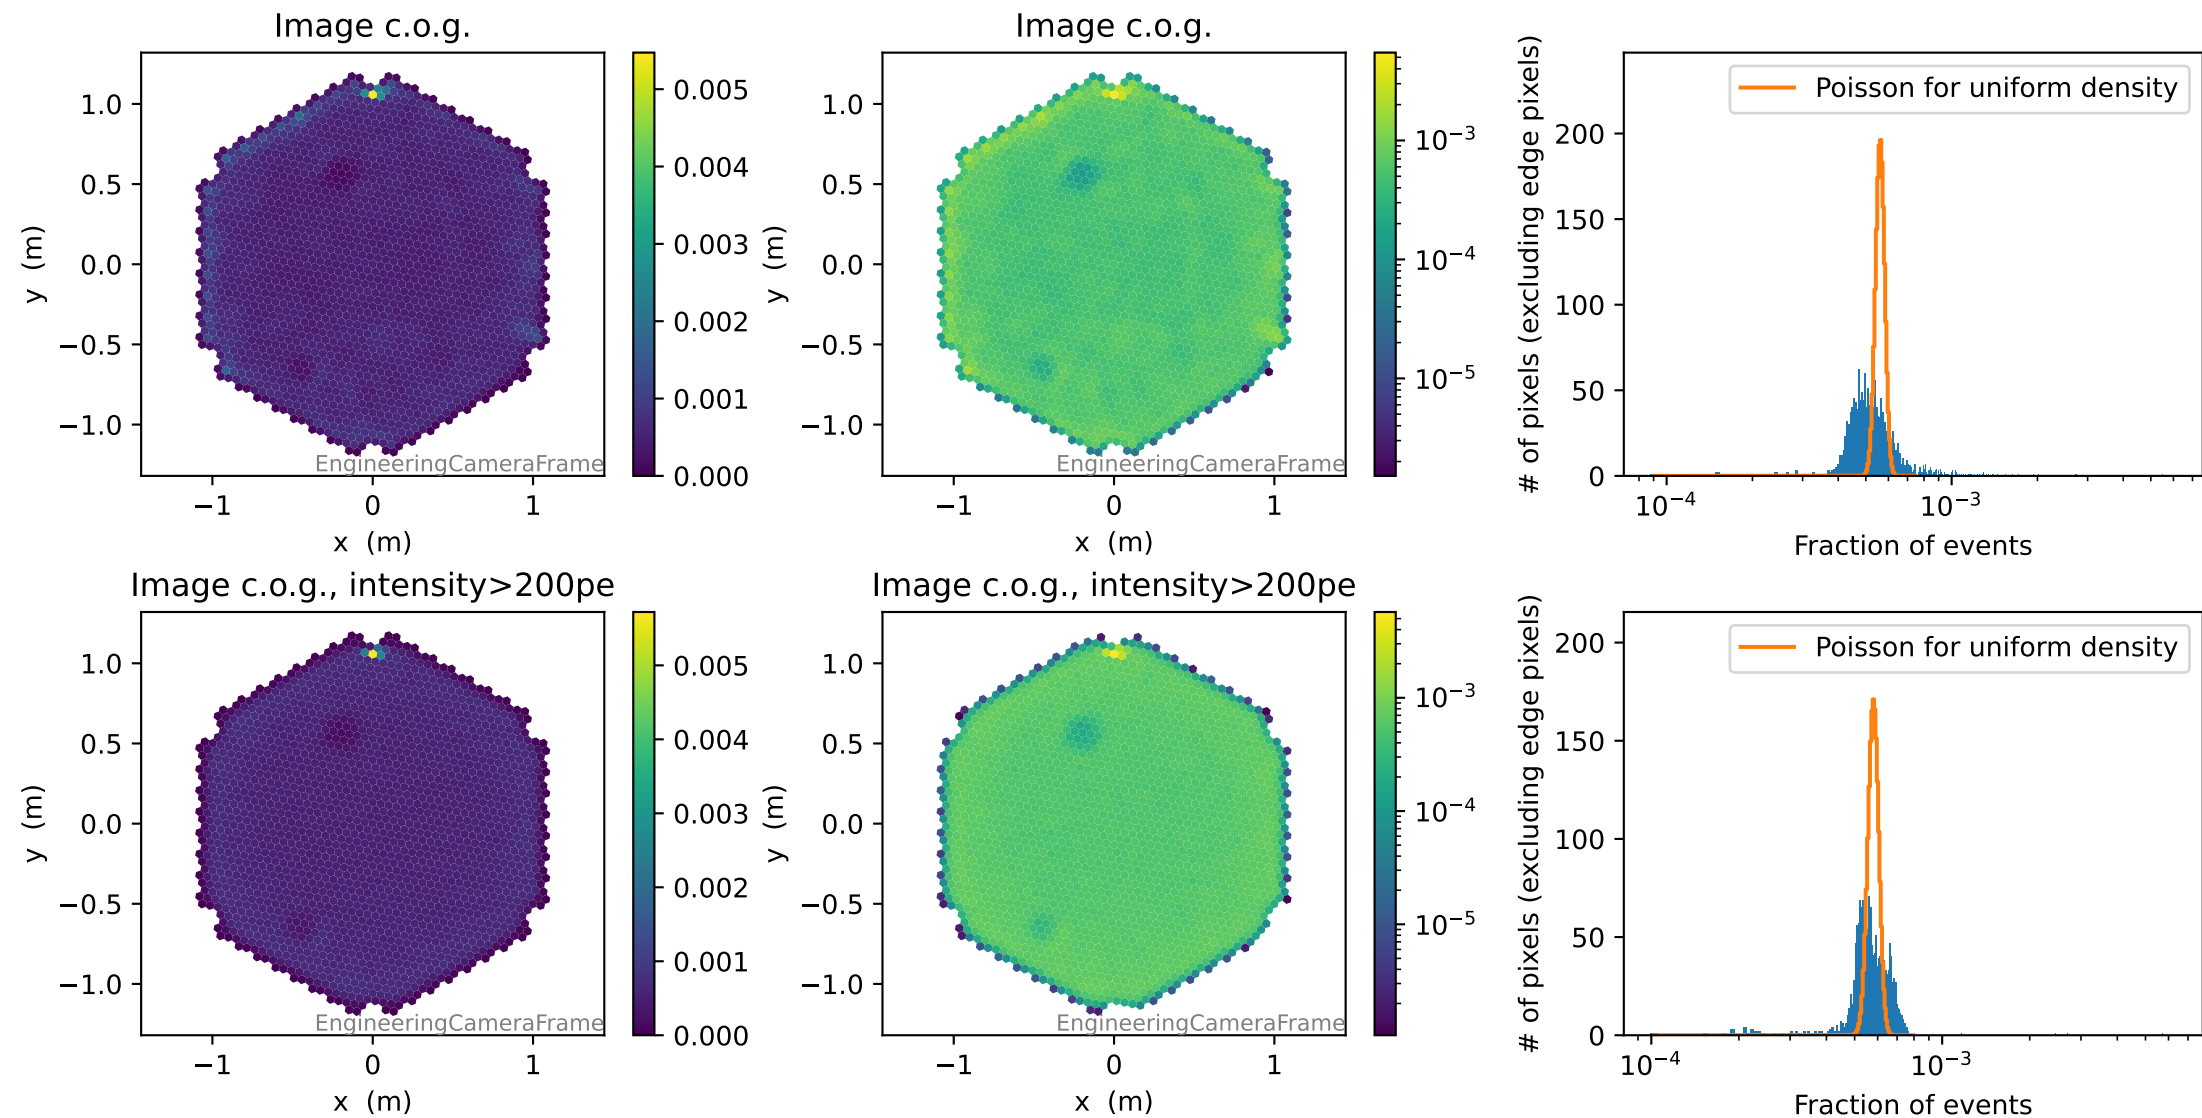 Image c.o.g.
y (m)
1.0
0.5
0.0
−0.5
−1.0
EngineeringCameraFrame
−1 0 1
x (m)
0.005
0.004
0.003
0.002
0.001
0.000
Image c.o.g.
y (m)
1.0
0.5
0.0
−0.5
−1.0
EngineeringCameraFrame
−1 0 1
x (m)
10⁻³
10⁻⁴
10⁻⁵
# of pixels (excluding edge pixels)
200
150
100
50
0
Poisson for uniform density
10⁻⁴ 10⁻³
Fraction of events
Image c.o.g., intensity>200pe
y (m)
1.0
0.5
0.0
−0.5
−1.0
EngineeringCameraFrame
−1 0 1
x (m)
0.005
0.004
0.003
0.002
0.001
0.000
Image c.o.g., intensity>200pe
y (m)
1.0
0.5
0.0
−0.5
−1.0
EngineeringCameraFrame
−1 0 1
x (m)
10⁻³
10⁻⁴
10⁻⁵
# of pixels (excluding edge pixels)
200
150
100
50
0
Poisson for uniform density
10⁻⁴ 10⁻³
Fraction of events